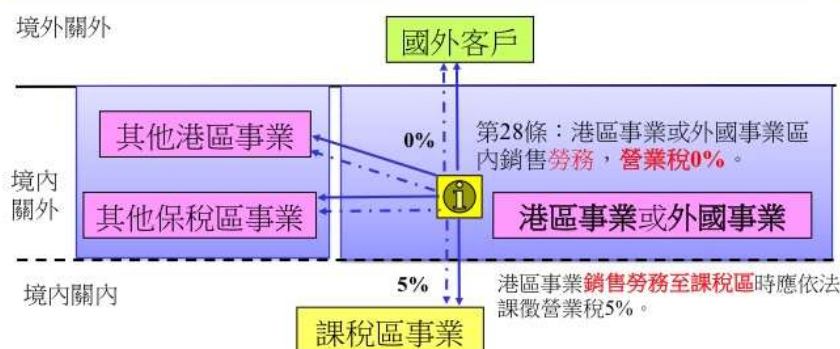 境外關外
國外客戶
其他港區事業
0%
第28條：港區事業或外國事業區
內銷售勞務，營業稅0%。
境內
關外
其他保稅區事業
港區事業或外國事業
境內關內
5%
港區事業銷售勞務至課稅區時應依法
課徵營業稅5%。
課稅區事業